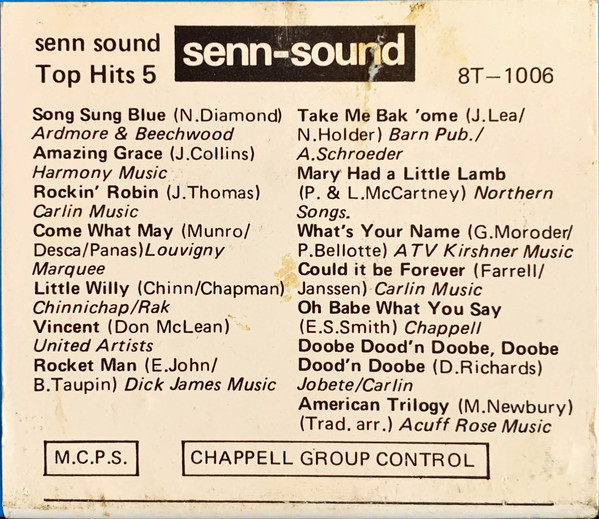 senn sound
Top Hits 5
senn-sound
8T-1006
Song Sung Blue (N.Diamond)
Ardmore & Beechwood
Amazing Grace (J.Collins)
Harmony Music
Rockin' Robin (J.Thomas)
Carlin Music
Come What May (Munro/
Desca/Panas)Louvigny
Marquee
Little Willy (Chinn/Chapman)
Chinnichap/Rak
Vincent (Don McLean)
United Artists
Rocket Man (E.John/
B.Taupin) Dick James Music
Take Me Bak 'ome (J.Lea/
N.Holder) Barn Pub./
A.Schroeder
Mary Had a Little Lamb
(P. & L.McCartney) Northern
Songs.
What's Your Name (G.Moroder/
P.Bellotte) ATV Kirshner Music
Could it be Forever (Farrell/
Janssen) Carlin Music
Oh Babe What You Say
(E.S.Smith) Chappell
Doobe Dood'n Doobe, Doobe
Dood'n Doobe (D.Richards)
Jobete/Carlin
American Trilogy (M.Newbury)
(Trad. arr.) Acuff Rose Music
M.C.P.S.
CHAPPELL GROUP CONTROL